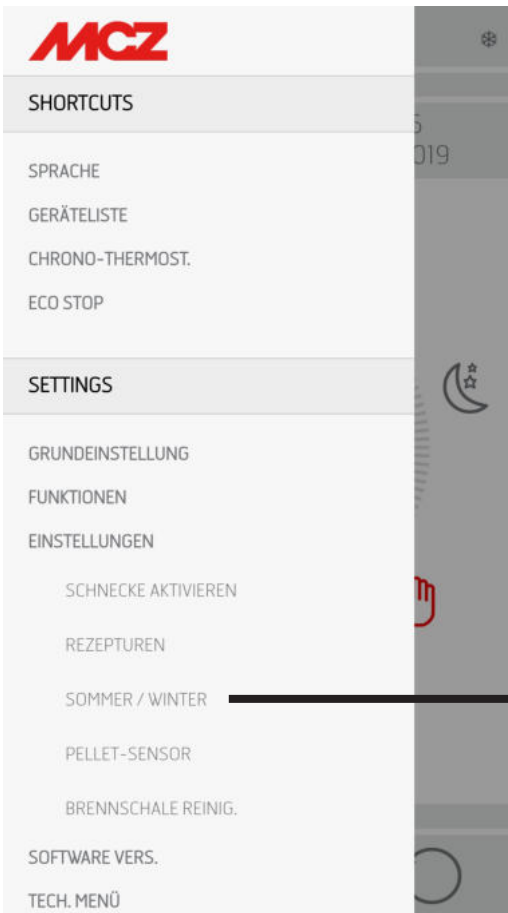 MCZ
SHORTCUTS
SPRACHE
GERÄTELISTE
CHRONO-THERMOST.
ECO STOP
SETTINGS
GRUNDEINSTELLUNG
FUNKTIONEN
EINSTELLUNGEN
SCHNECKE AKTIVIEREN
REZEPTUREN
SOMMER / WINTER
PELLET-SENSOR
BRENNSCHALE REINIG.
SOFTWARE VERS.
TECH. MENÜ